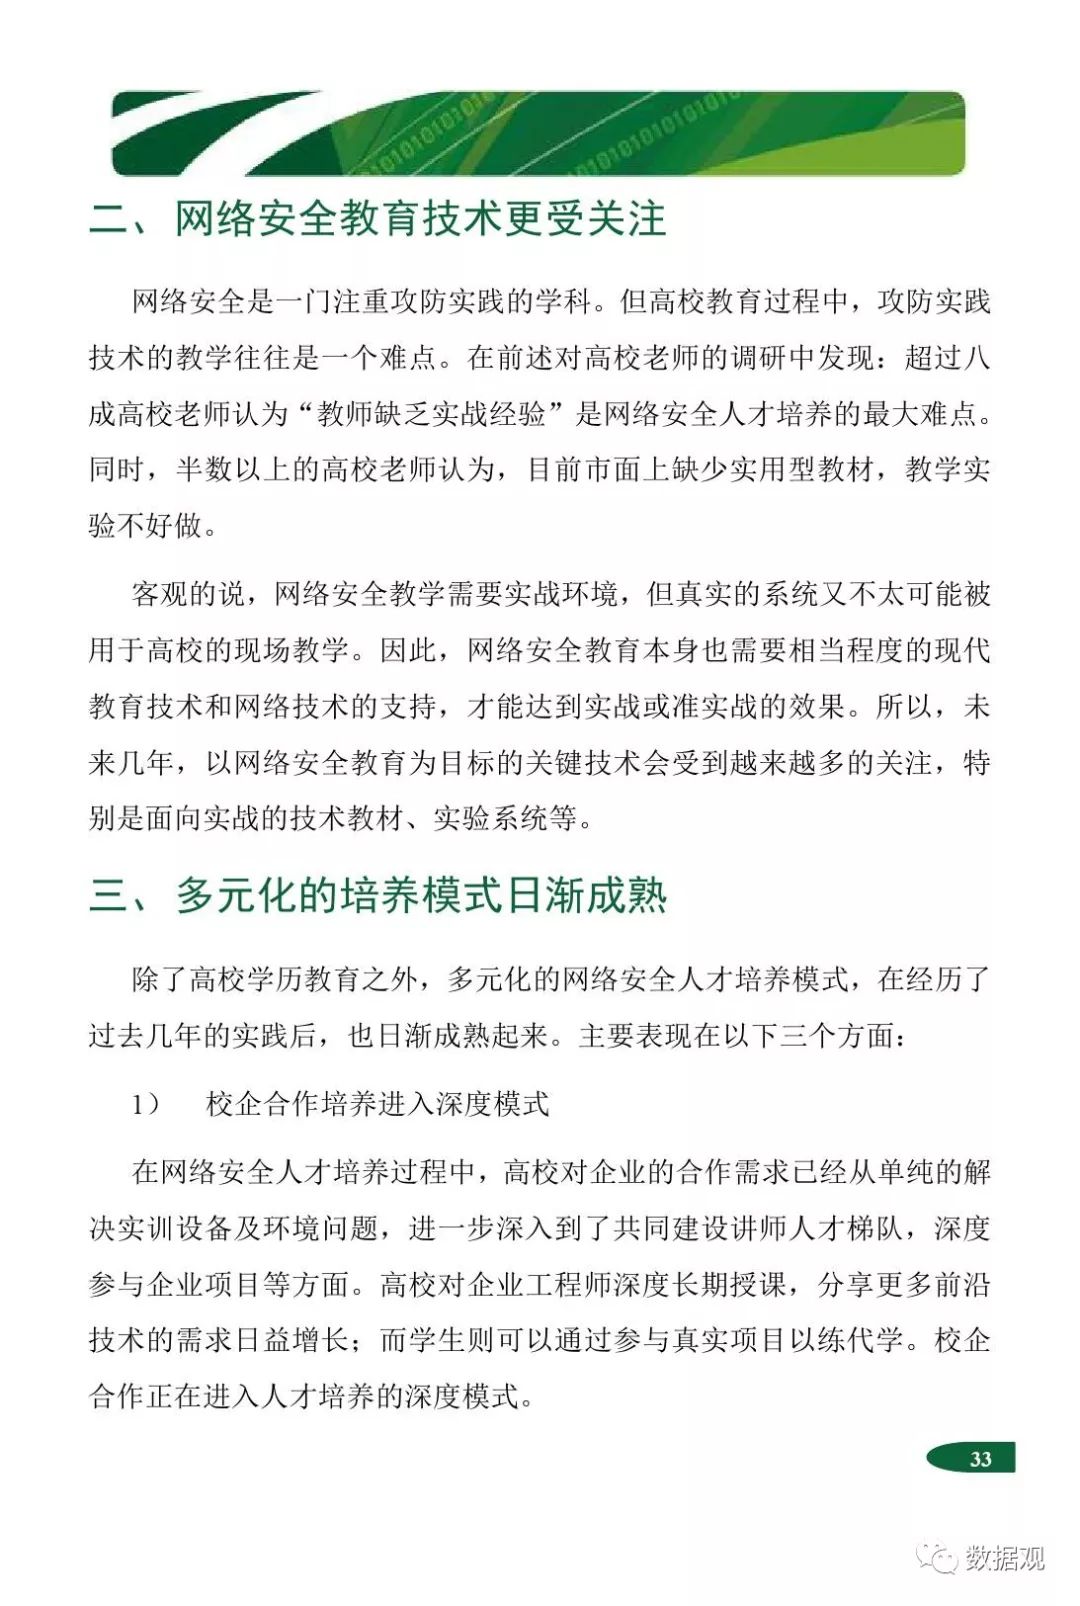 1010101010101
1010101010101010101
二、 网络安全教育技术更受关注
网络安全是一门注重攻防实践的学科。但高校教育过程中，攻防实践
技术的教学往往是一个难点。在前述对高校老师的调研中发现：超过八
成高校老师认为“教师缺乏实战经验”是网络安全人才培养的最大难点。
同时，半数以上的高校老师认为，目前市面上缺少实用型教材，教学实
验不好做。
客观的说，网络安全教学需要实战环境，但真实的系统又不太可能被
用于高校的现场教学。因此，网络安全教育本身也需要相当程度的现代
教育技术和网络技术的支持，才能达到实战或准实战的效果。所以，未
来几年，以网络安全教育为目标的关键技术会受到越来越多的关注，特
别是面向实战的技术教材、实验系统等。
三、 多元化的培养模式日渐成熟
除了高校学历教育之外，多元化的网络安全人才培养模式，在经历了
过去几年的实践后，也日渐成熟起来。主要表现在以下三个方面：
1） 校企合作培养进入深度模式
在网络安全人才培养过程中，高校对企业的合作需求已经从单纯的解
决实训设备及环境问题，进一步深入到了共同建设讲师人才梯队，深度
参与企业项目等方面。高校对企业工程师深度长期授课，分享更多前沿
技术的需求日益增长；而学生则可以通过参与真实项目以练代学。校企
合作正在进入人才培养的深度模式。
33
数据观